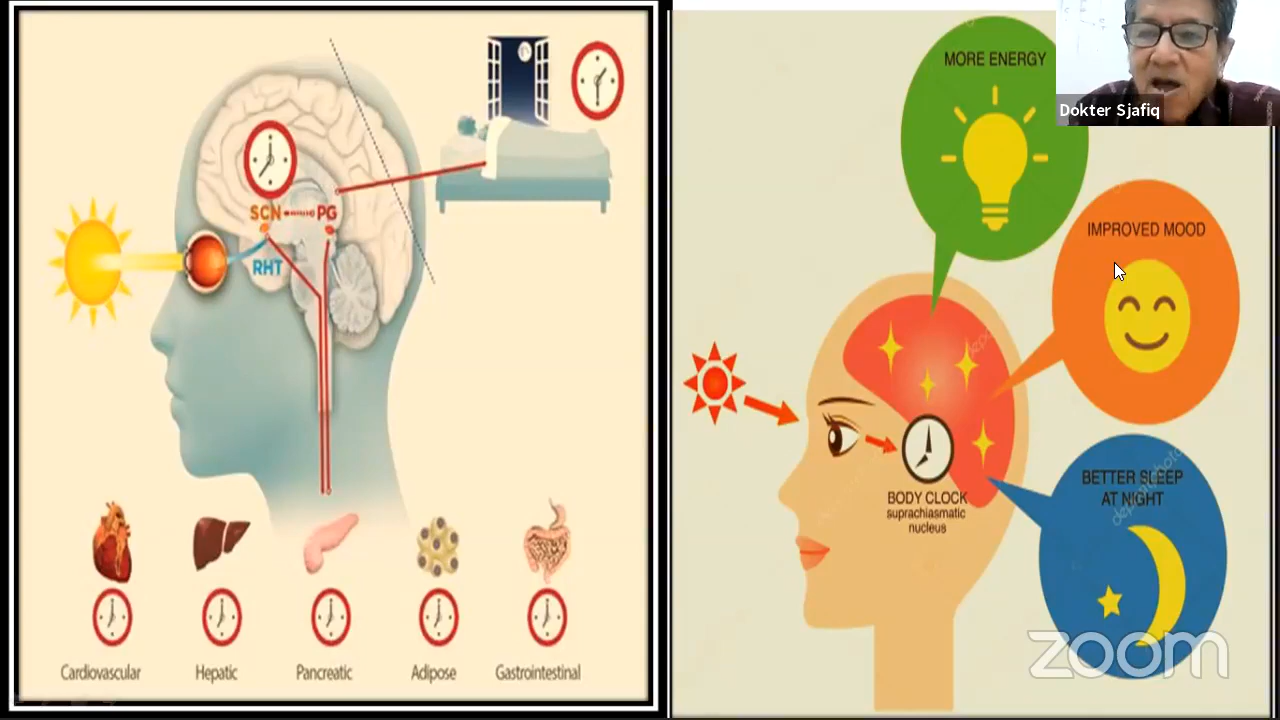 SCN
PG
RHT
Cardiovascular
Hepatic
Pancreatic
Adipose
Gastrointestinal
MORE ENERGY
IMPROVED MOOD
BETTER SLEEP
AT NIGHT
BODY CLOCK
suprachiasmatic
nucleus
Dokter Sjafiq
zoom